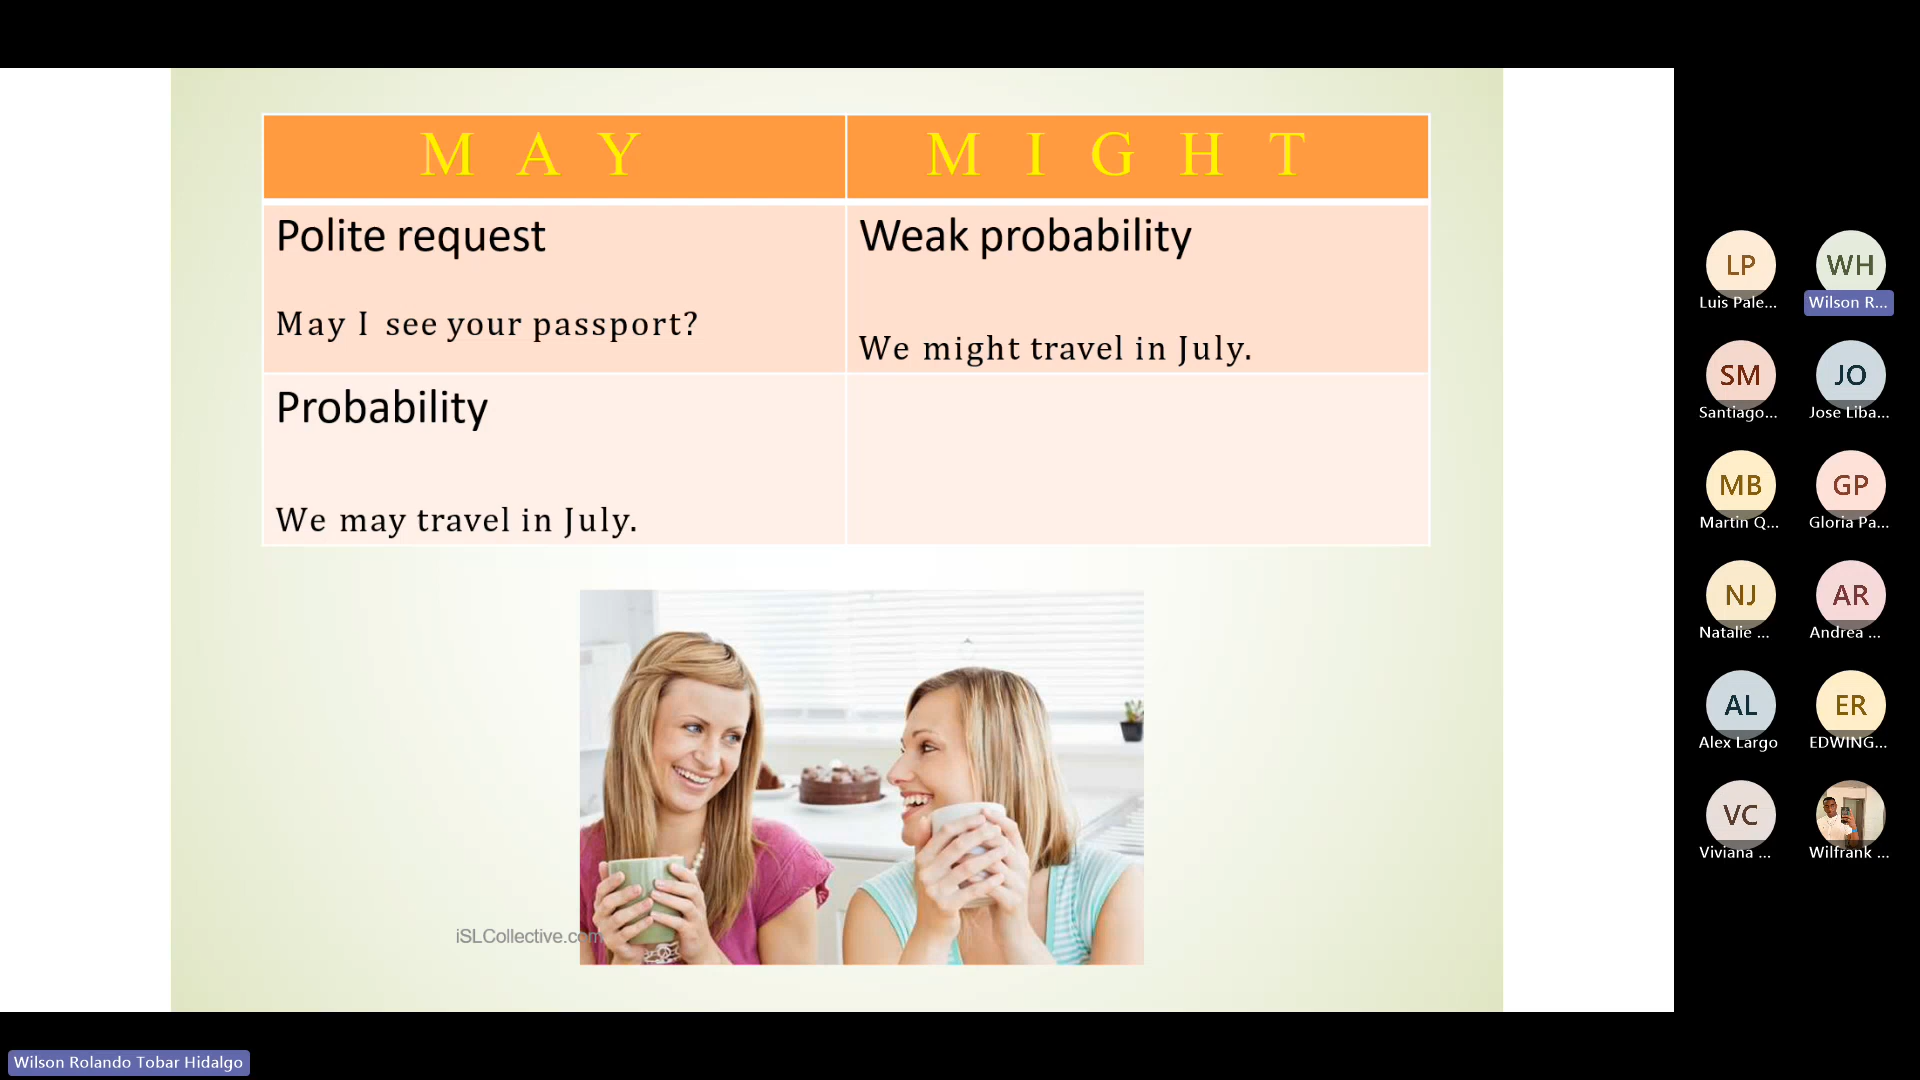 M A Y
M I G H T
Polite request
May I see your passport?
Weak probability
We might travel in July.
Probability
We may travel in July.
iSLCollective.com
LP
Luis Pale...
WH
Wilson R...
SM
Santiago...
JO
Jose Liba...
MB
Martin Q...
GP
Gloria Pa...
NJ
Natalie ...
AR
Andrea ...
AL
Alex Largo
ER
EDWING...
VC
Viviana ...
Wilfrank ...
Wilson Rolando Tobar Hidalgo